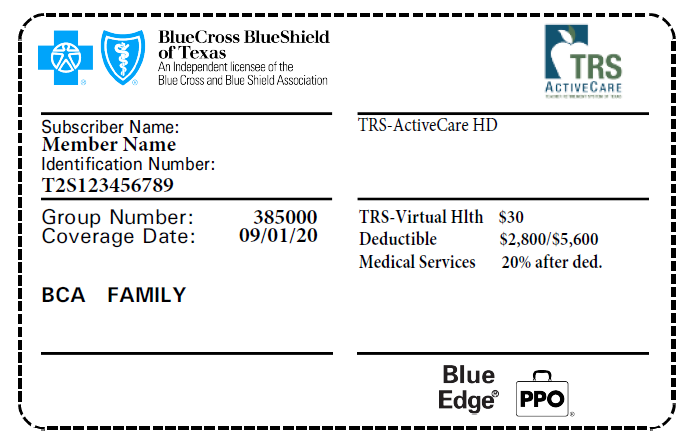 BlueCross BlueShield
of Texas
An Independent licensee of the
Blue Cross and Blue Shield Association
TRS
ACTIVECARE
Subscriber Name:
Member Name
Identification Number:
T2S123456789
TRS-ActiveCare HD
Group Number: 385000
Coverage Date: 09/01/20
BCA FAMILY
TRS-Virtual Hlth $30
Deductible $2,800/$5,600
Medical Services 20% after ded.
Blue
Edge®
PPO®